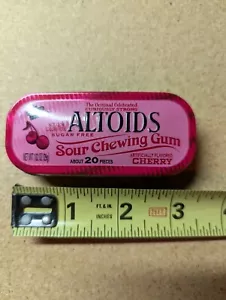 The Original Celebrated
CURIOUSLY STRONG
ALTOIDS
SUGAR FREE
Sour Chewing Gum
ABOUT 20 PIECES
ARTIFICIALLY FLAVORED
CHERRY
1 2 3 4
INCHES